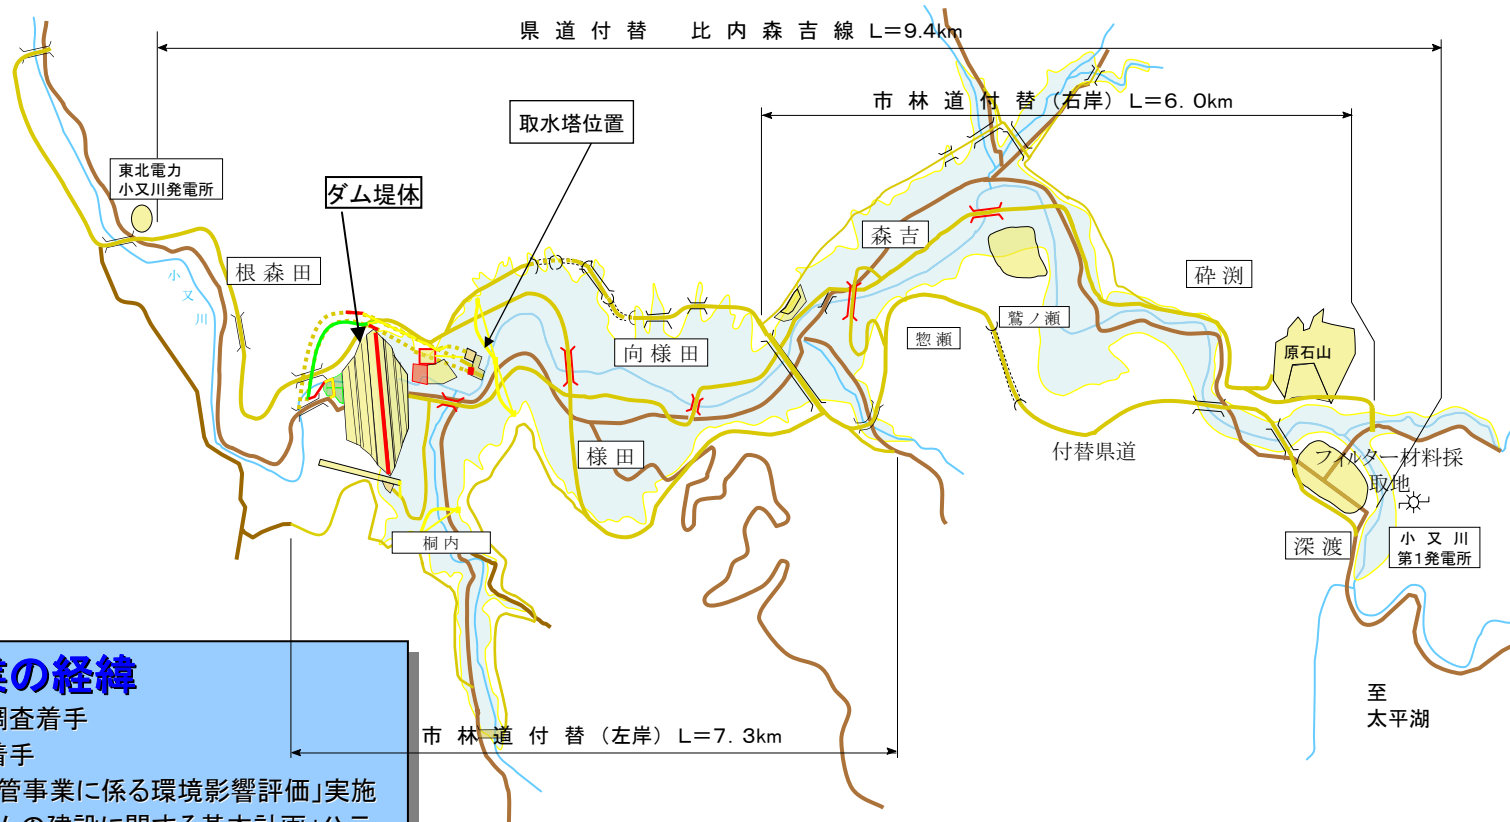 県道付替 比内森吉線 L=9.4km
市林道付替(右岸)L=6.0km
取水塔位置
東北電力
小又川発電所
ダム堤体
根森田
小又川
森吉
砕渕
鷲ノ瀬
惣瀬
向様田
原石山
様田
付替県道
フィルター材料採
取地
桐内
深渡
小又川
第1発電所
至
太平湖
市林道付替(左岸)L=7.3km
業の経緯
調査着手
着手
管事業に係る環境影響評価」実施